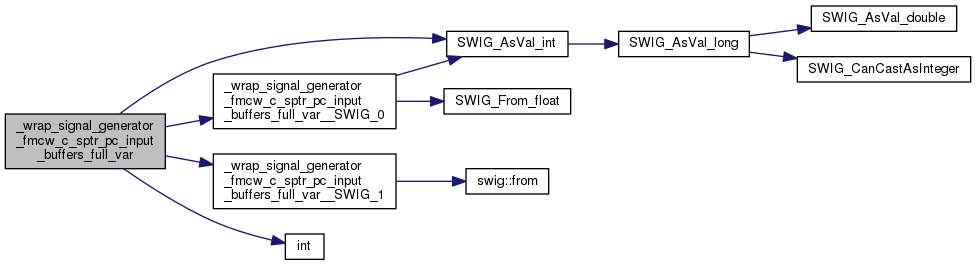 _wrap_signal_generator
_fmcw_c_sptr_pc_input
_buffers_full_var
_wrap_signal_generator
_fmcw_c_sptr_pc_input
_buffers_full_var__SWIG_0
_wrap_signal_generator
_fmcw_c_sptr_pc_input
_buffers_full_var__SWIG_1
int
SWIG_AsVal_int
SWIG_From_float
swig::from
SWIG_AsVal_long
SWIG_AsVal_double
SWIG_CanCastAsInteger